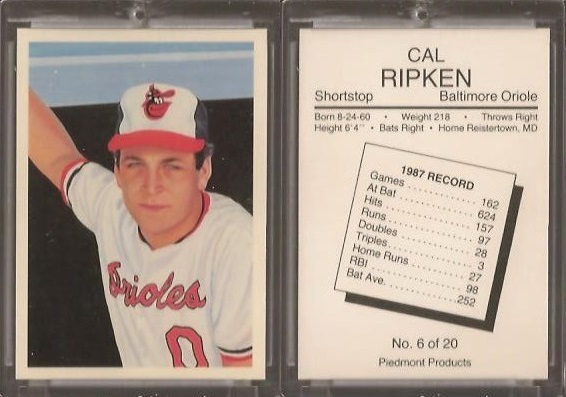 Orioles
0
CAL
RIPKEN
Shortstop Baltimore Oriole
Born 8-24-60 • Weight 218 • Throws Right
Height 6'4'' • Bats Right • Home Reistertown, MD
1987 RECORD
Games ............ 162
At Bat ............ 624
Hits ............ 157
Runs ............ 97
Doubles ............ 28
Triples ............ 3
Home Runs ............ 27
RBI ............ 98
Bat Ave. ............ .252
No. 6 of 20
Piedmont Products